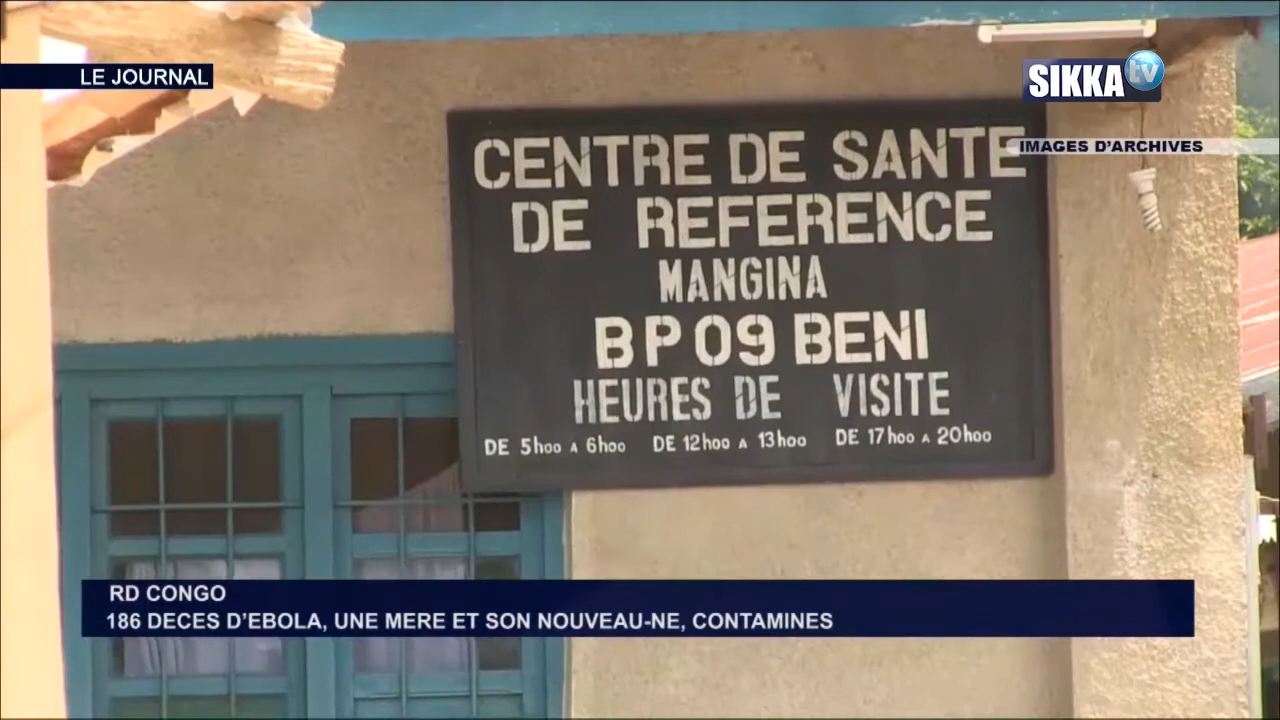 LE JOURNAL
SIKKA tv
IMAGES D'ARCHIVES
CENTRE DE SANTE
DE REFERENCE
MANGINA
BP09 BENI
HEURES DE VISITE
DE 5hoo A 6hoo DE 12hoo A 13hoo DE 17hoo A 20hoo
RD CONGO
186 DECES D'EBOLA, UNE MERE ET SON NOUVEAU-NE, CONTAMINES